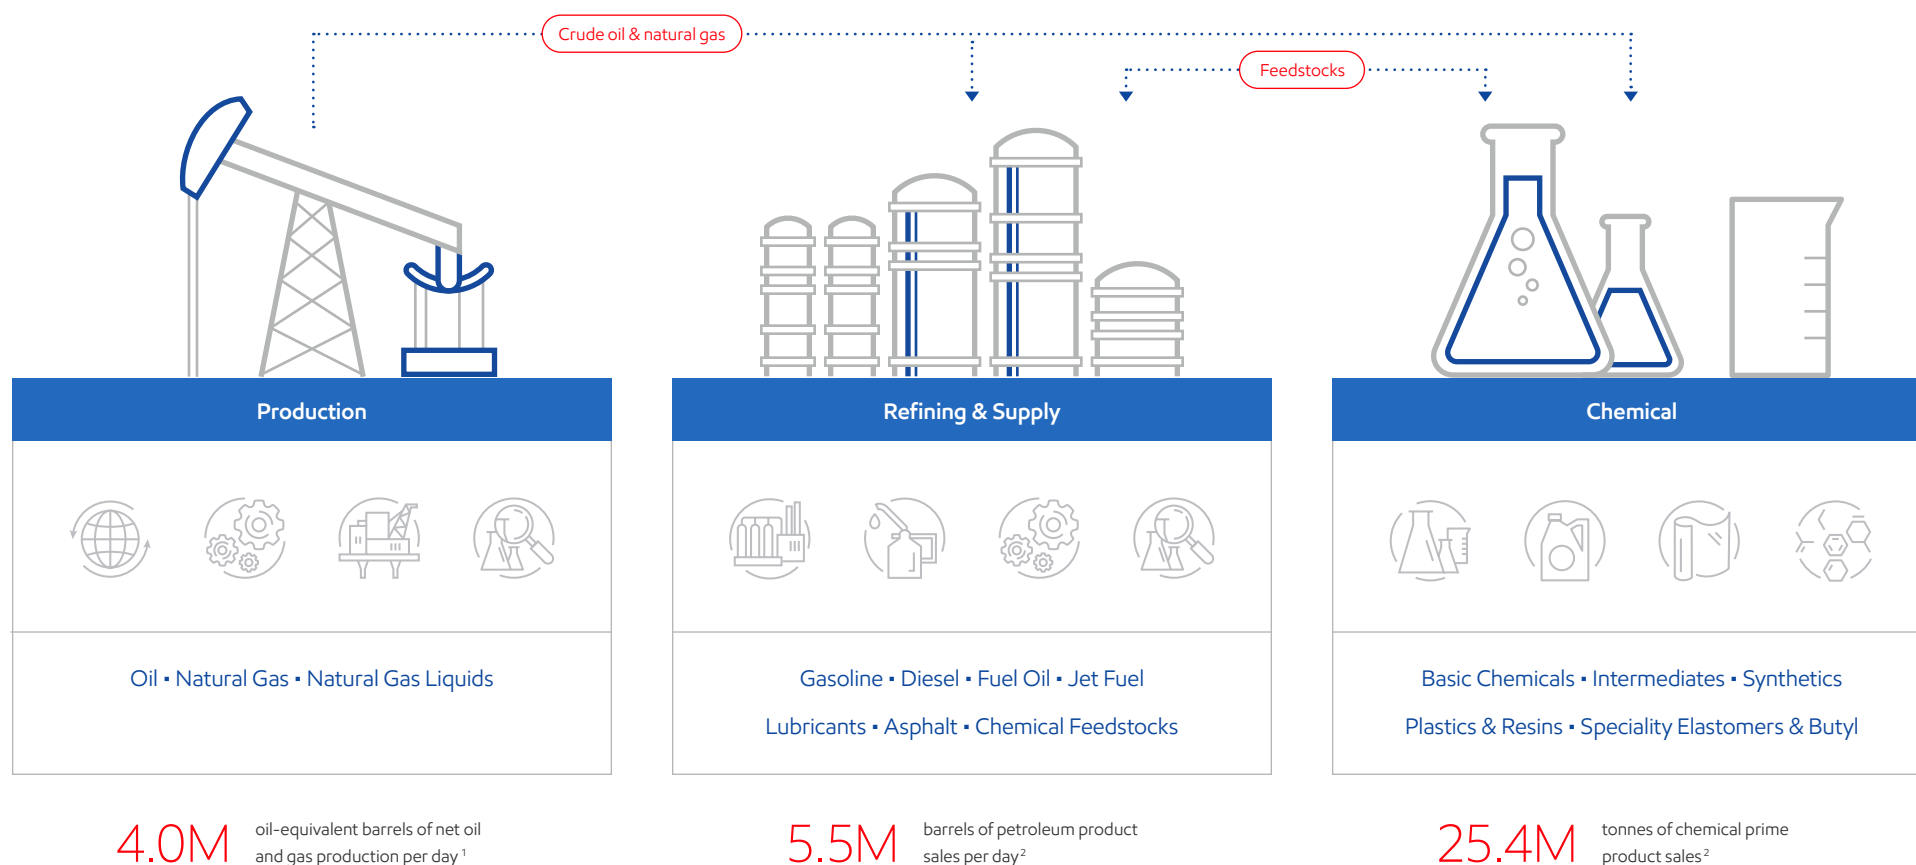 Crude oil & natural gas
Feedstocks
Production
Refining & Supply
Chemical
Oil ▪ Natural Gas ▪ Natural Gas Liquids
Gasoline ▪ Diesel ▪ Fuel Oil ▪ Jet Fuel
Lubricants ▪ Asphalt ▪ Chemical Feedstocks
Basic Chemicals ▪ Intermediates ▪ Synthetics
Plastics & Resins ▪ Speciality Elastomers & Butyl
4.0M
oil-equivalent barrels of net oil
and gas production per day ¹
5.5M
barrels of petroleum product
sales per day²
25.4M
tonnes of chemical prime
product sales ²